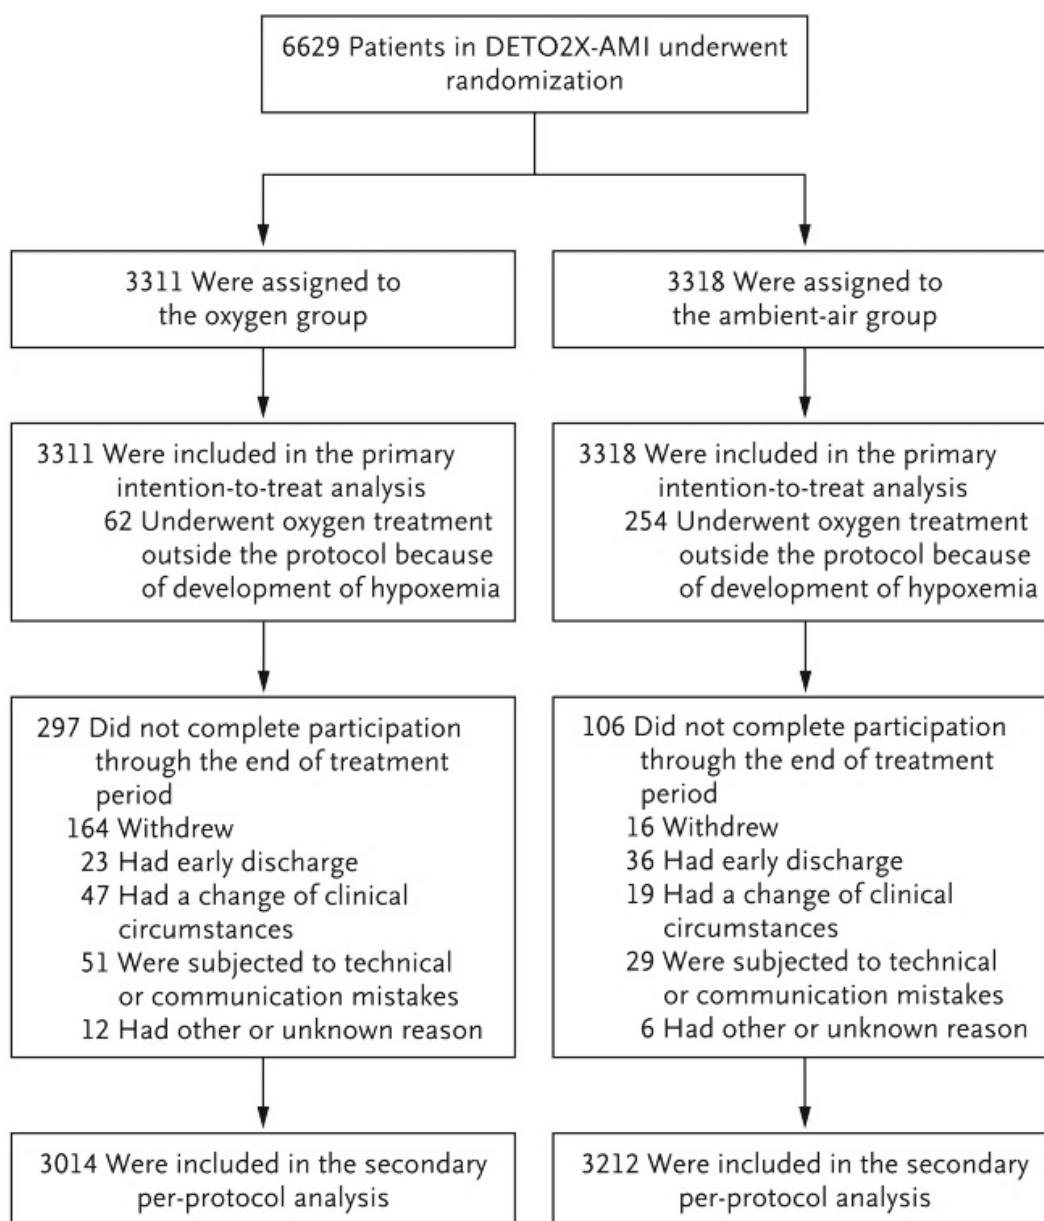 6629 Patients in DETO2X-AMI underwent
randomization
3311 Were assigned to
the oxygen group
3318 Were assigned to
the ambient-air group
3311 Were included in the primary
intention-to-treat analysis
62 Underwent oxygen treatment
outside the protocol because
of development of hypoxemia
3318 Were included in the primary
intention-to-treat analysis
254 Underwent oxygen treatment
outside the protocol because
of development of hypoxemia
297 Did not complete participation
through the end of treatment
period
164 Withdrew
23 Had early discharge
47 Had a change of clinical
circumstances
51 Were subjected to technical
or communication mistakes
12 Had other or unknown reason
106 Did not complete participation
through the end of treatment
period
16 Withdrew
36 Had early discharge
19 Had a change of clinical
circumstances
29 Were subjected to technical
or communication mistakes
6 Had other or unknown reason
3014 Were included in the secondary
per-protocol analysis
3212 Were included in the secondary
per-protocol analysis